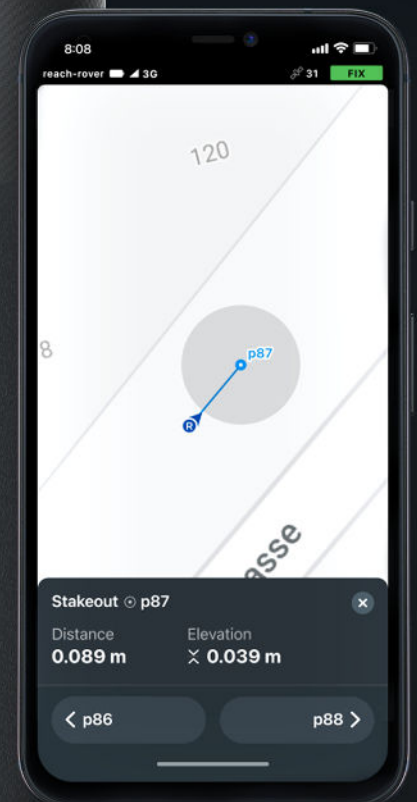 8:08
reach-rover 3G 31 FIX
120
8
p87
R
asse
Stakeout p87
Distance Elevation
0.089 m 0.039 m
< p86 p88 >